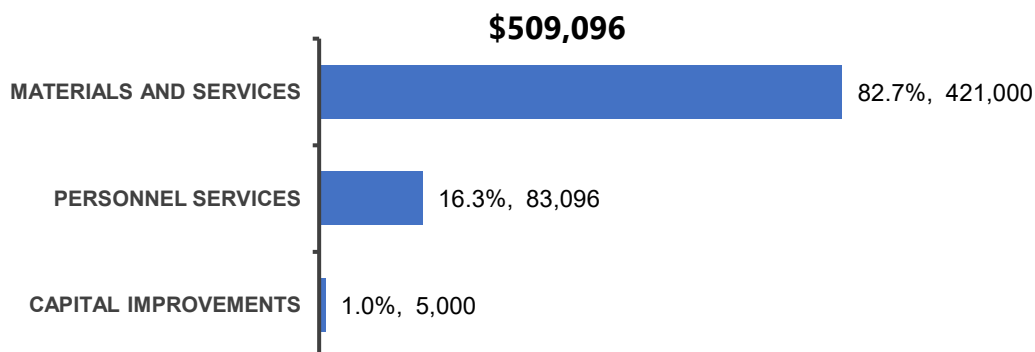 $509,096
MATERIALS AND SERVICES 82.7%, 421,000
PERSONNEL SERVICES 16.3%, 83,096
CAPITAL IMPROVEMENTS 1.0%, 5,000